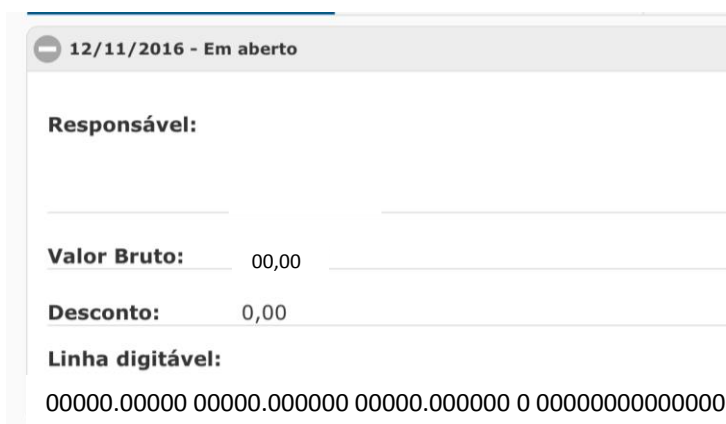 12/11/2016 - Em aberto
Responsável:
Valor Bruto: 00,00
Desconto: 0,00
Linha digitável:
00000.00000 00000.000000 00000.000000 0 00000000000000